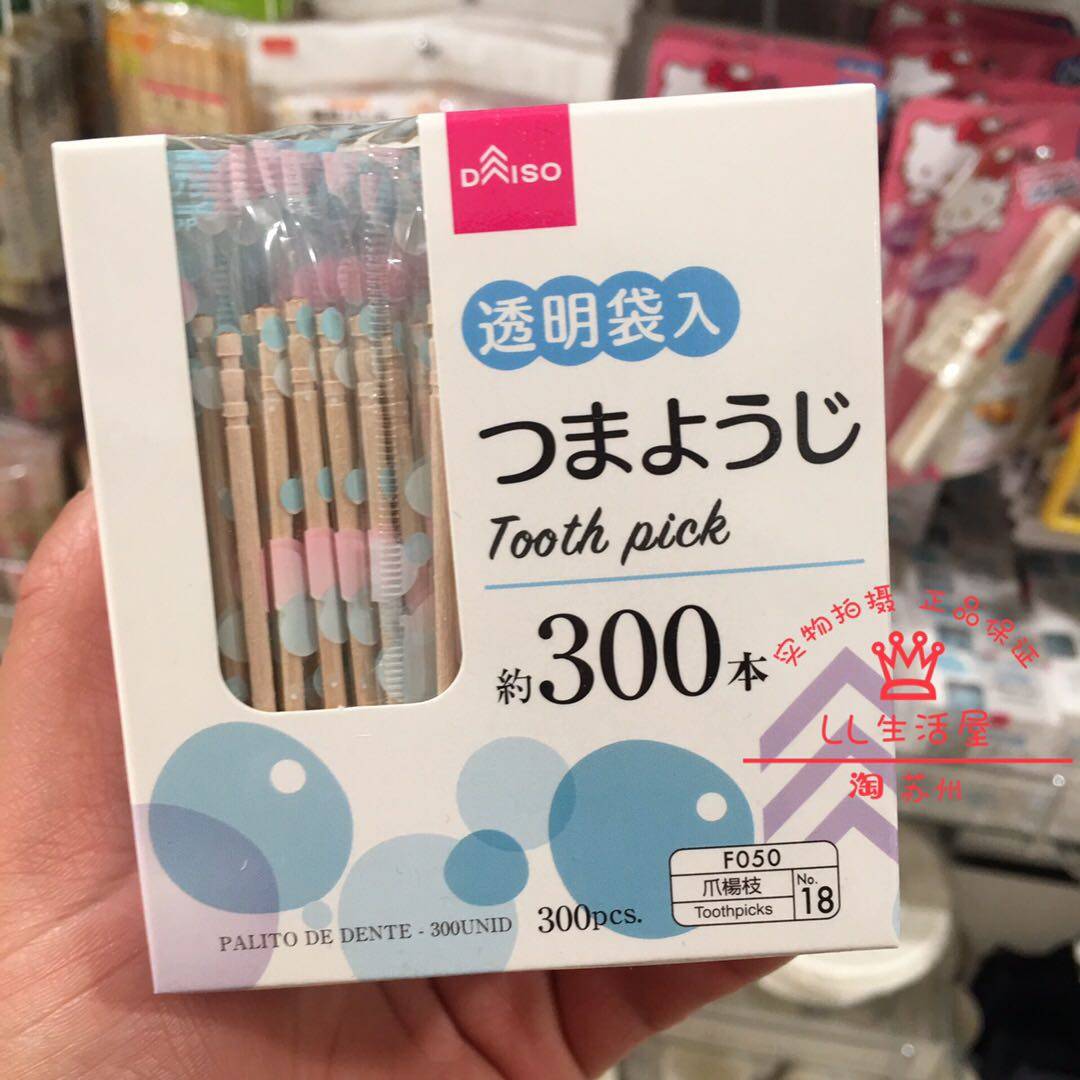 DAISO
透明袋入
つまようじ
Tooth pick
約300本
实物拍摄 正品保证
LL生活屋
淘 苏州
F050
爪楊枝
Toothpicks
No.
18
PALITO DE DENTE - 300UNID
300pcs.